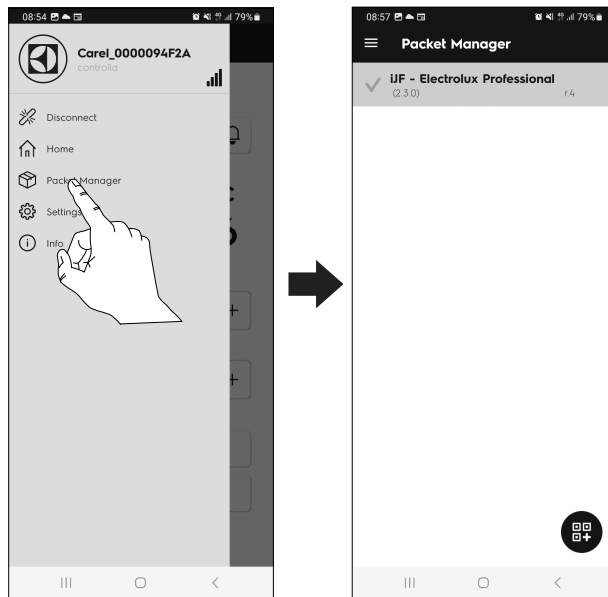 08:54
79%
Carel_0000094F2A
controlla
Disconnect
Home
Packet Manager
Settings
Info
08:57
79%
Packet Manager
iJF - Electrolux Professional
(2.3.0) r.4